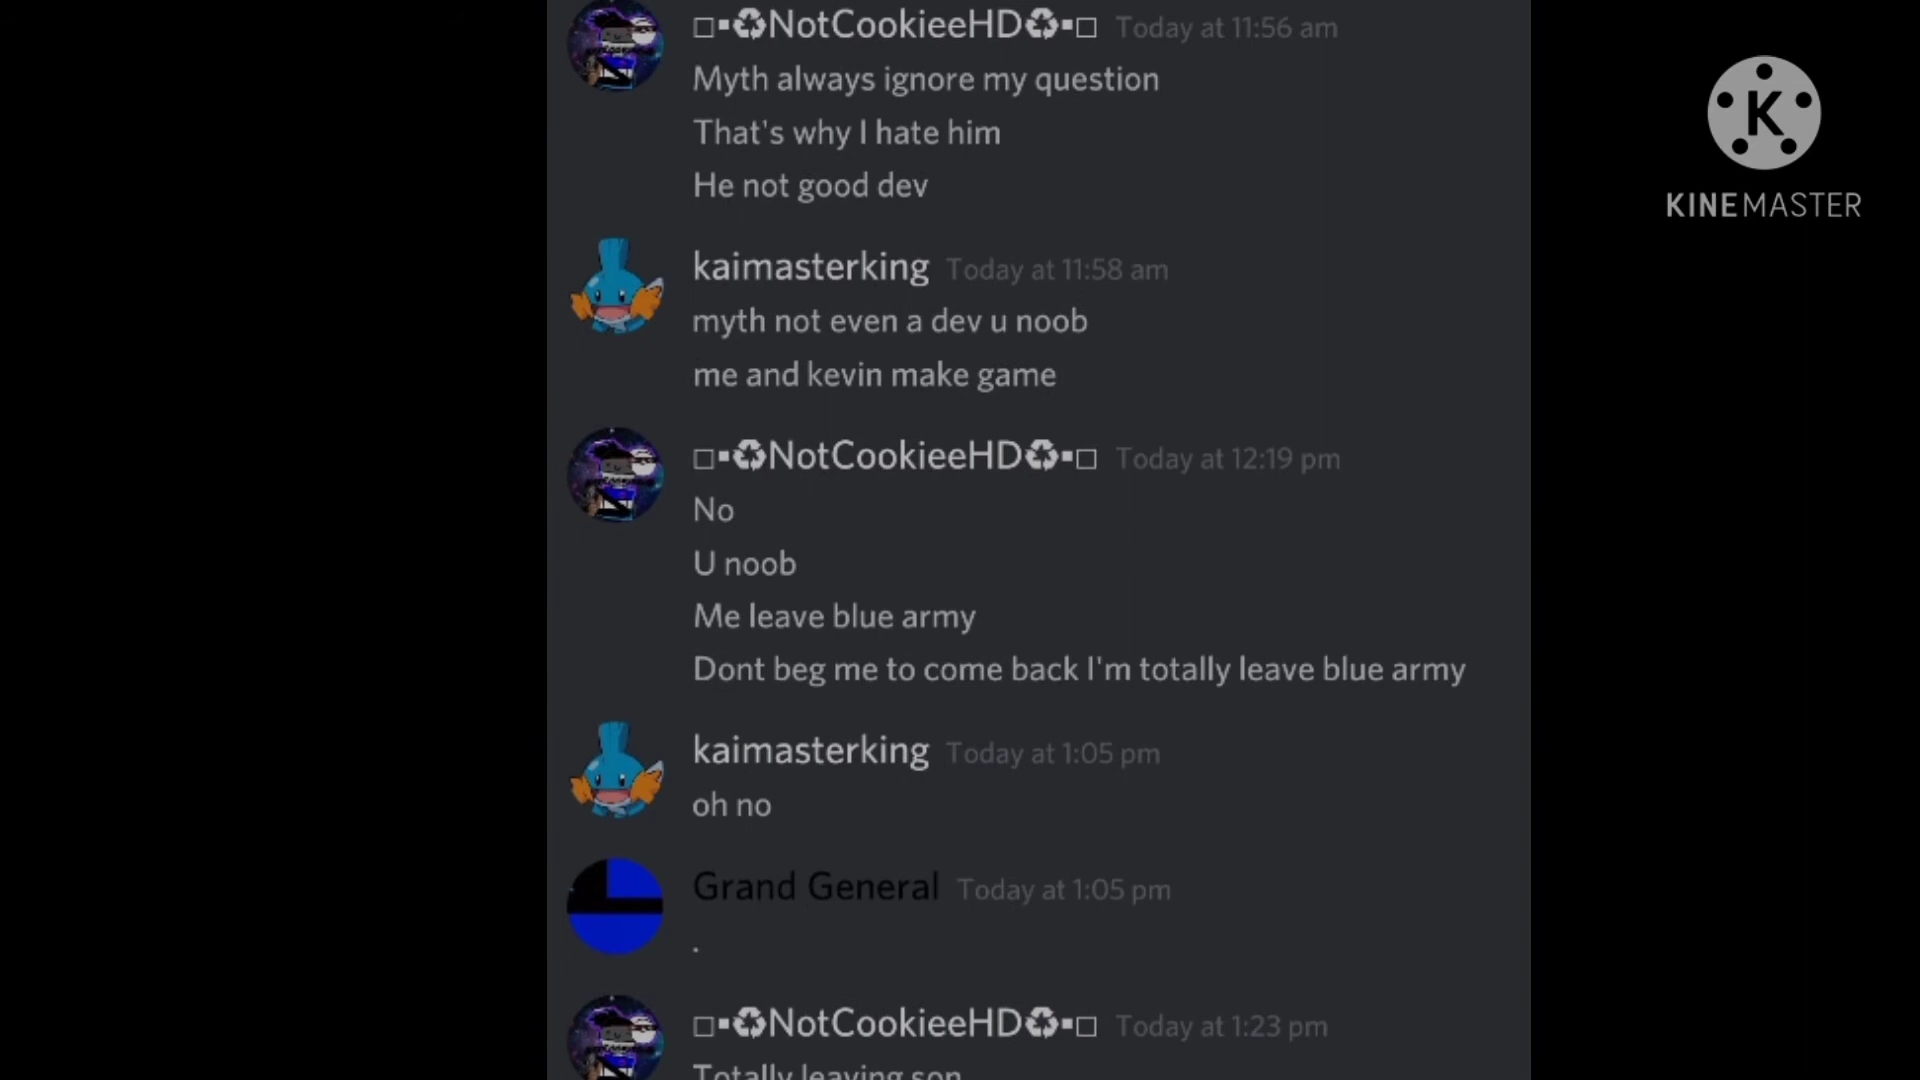 □▪♻NotCookieeHD♻▪□ Today at 11:56 am
Myth always ignore my question
That's why I hate him
He not good dev
K
KINEMASTER
kaimasterking Today at 11:58 am
myth not even a dev u noob
me and kevin make game
□▪♻NotCookieeHD♻▪□ Today at 12:19 pm
No
U noob
Me leave blue army
Dont beg me to come back I'm totally leave blue army
kaimasterking Today at 1:05 pm
oh no
Grand General Today at 1:05 pm
.
□▪♻NotCookieeHD♻▪□ Today at 1:23 pm
Totally leaving son